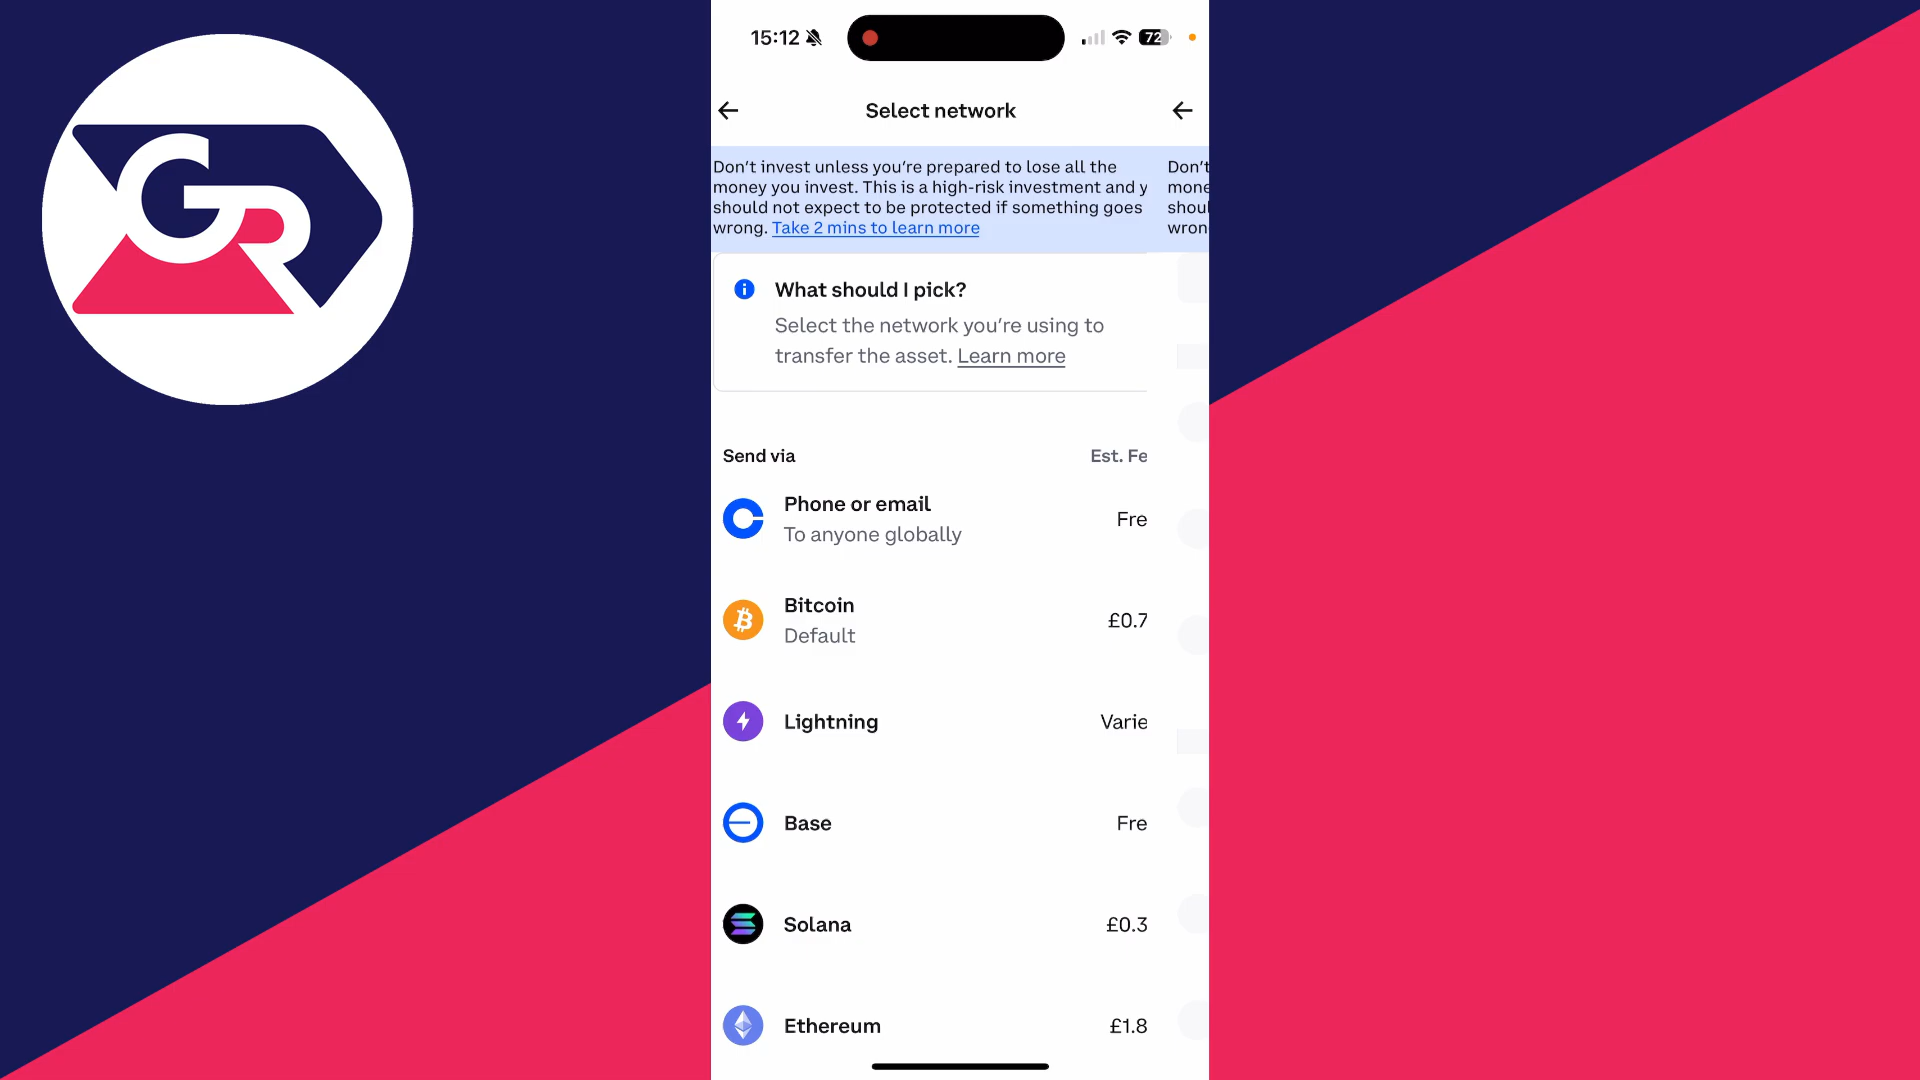 GR
15:12
72
Select network
Don't invest unless you're prepared to lose all the
money you invest. This is a high-risk investment and y
should not expect to be protected if something goes
wrong. Take 2 mins to learn more
Don't
mone
shoul
wron
What should I pick?
Select the network you're using to
transfer the asset. Learn more
Send via
Est. Fe
Phone or email
Fre
To anyone globally
Bitcoin
£0.7
Default
Lightning
Varie
Base
Fre
Solana
£0.3
Ethereum
£1.8